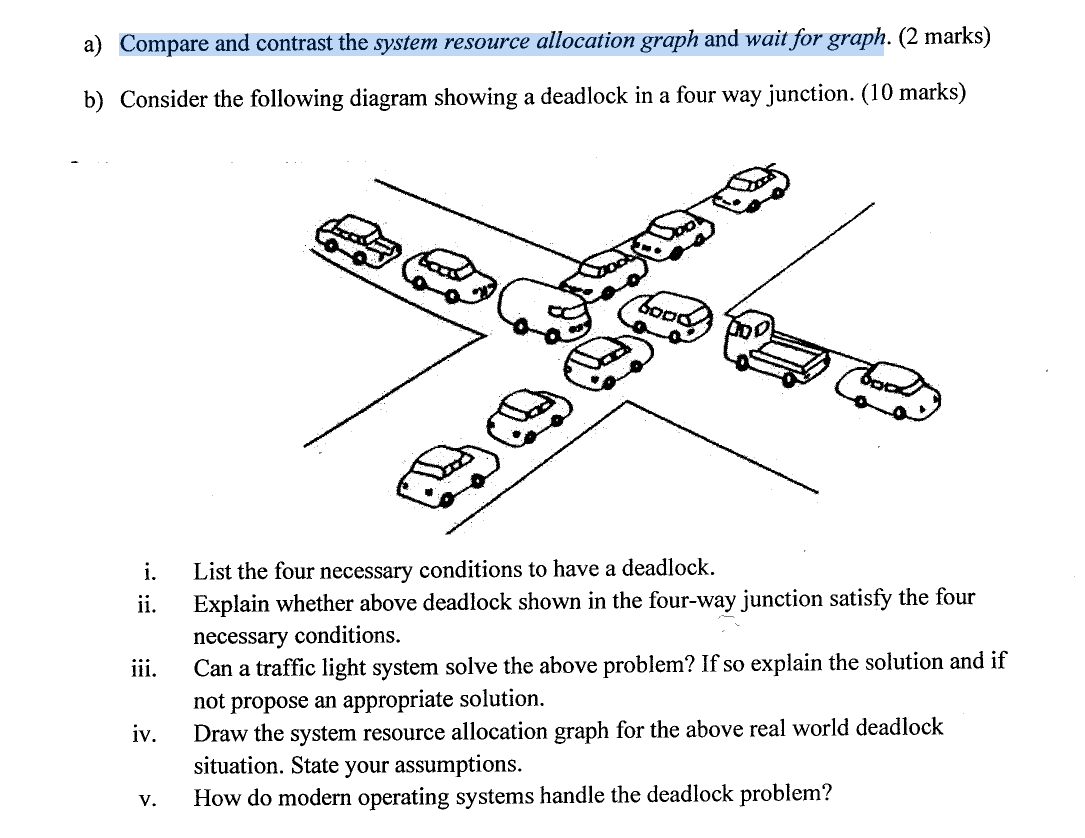 a) Compare and contrast the system resource allocation graph and wait for graph. (2 marks)
b) Consider the following diagram showing a deadlock in a four way junction. (10 marks)
i. List the four necessary conditions to have a deadlock.
ii. Explain whether above deadlock shown in the four-way junction satisfy the four
necessary conditions.
iii. Can a traffic light system solve the above problem? If so explain the solution and if
not propose an appropriate solution.
iv. Draw the system resource allocation graph for the above real world deadlock
situation. State your assumptions.
v. How do modern operating systems handle the deadlock problem?